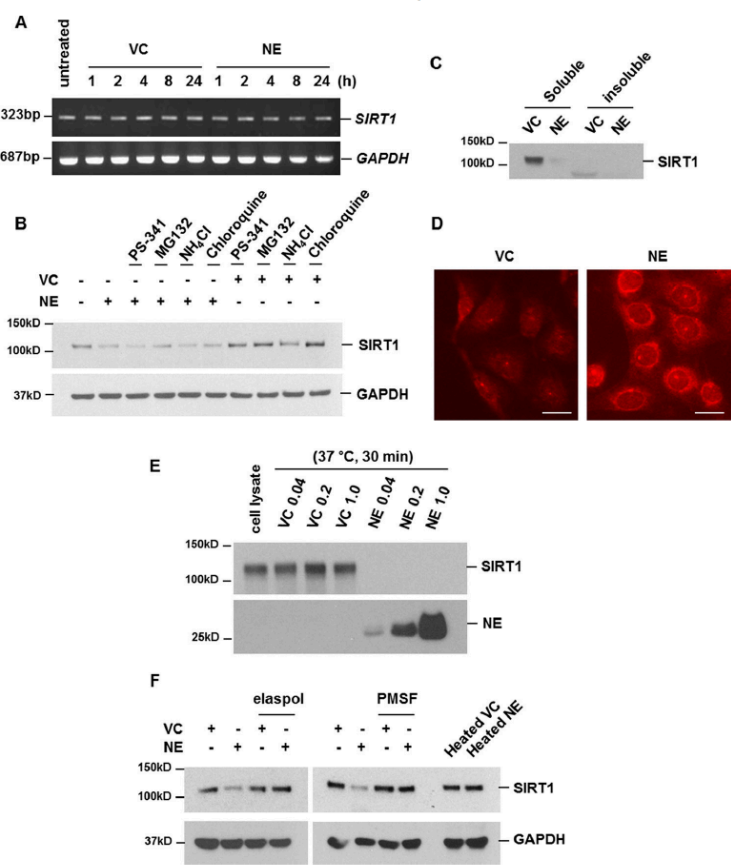 A
VC NE
untreated
1 2 4 8 24 1 2 4 8 24 (h)
323bp SIRT1
687bp GAPDH
B
PS-341 MG132 NH4Cl Chloroquine PS-341 MG132 NH4Cl Chloroquine
VC - - - - - - + + + +
NE - + + + + + - - - -
150kD
100kD SIRT1
37kD GAPDH
C
Soluble insoluble
VC NE VC NE
150kD
100kD SIRT1
D
VC NE
E
(37 °C, 30 min)
cell lysate VC 0.04 VC 0.2 VC 1.0 NE 0.04 NE 0.2 NE 1.0
150kD
100kD SIRT1
NE
25kD
F
elaspol PMSF
VC + - + - + - + - Heated VC
NE - + - + - + - + Heated NE
150kD
100kD SIRT1
37kD GAPDH